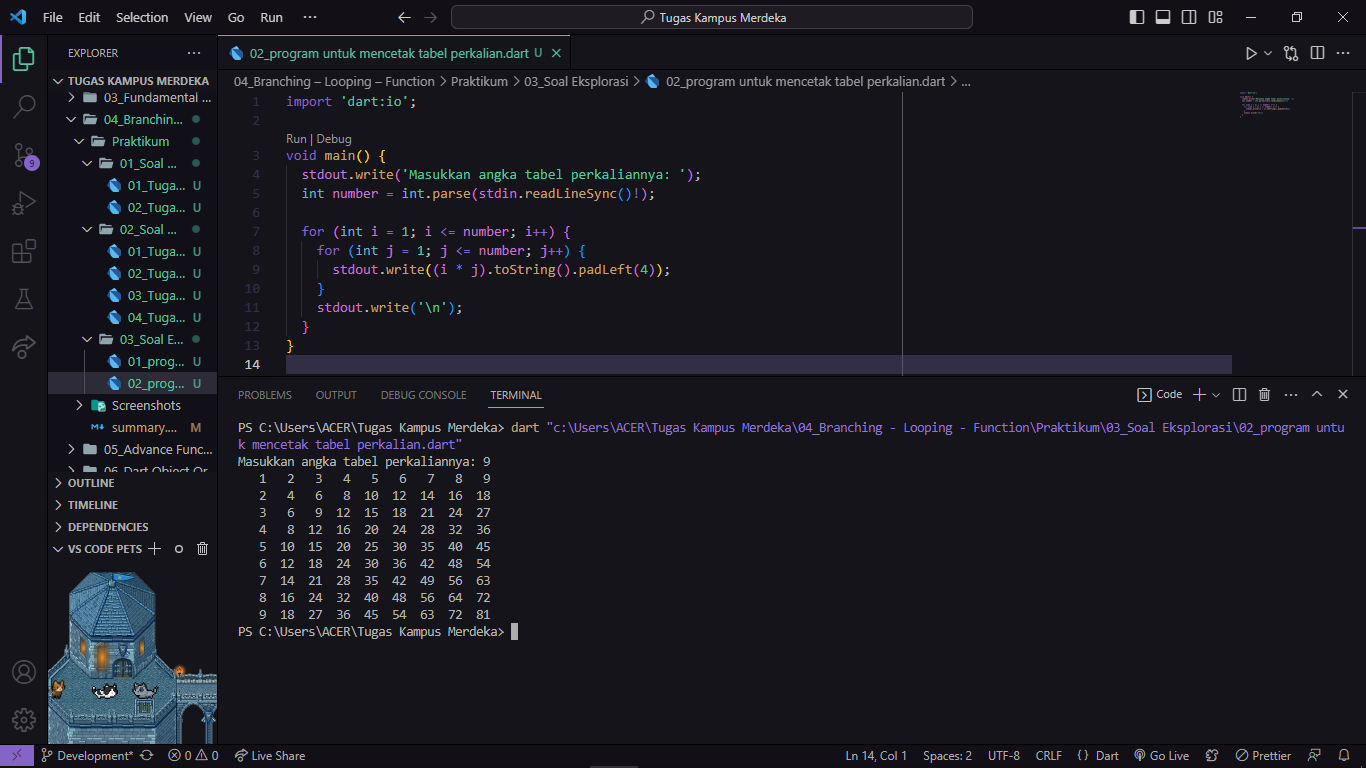 File Edit Selection View Go Run ··· Tugas Kampus Merdeka
EXPLORER ···
TUGAS KAMPUS MERDEKA
03_Fundamental ...
04_Branchin...
Praktikum
01_Soal ...
01_Tuga... U
02_Tuga... U
02_Soal ...
01_Tuga... U
02_Tuga... U
03_Tuga... U
04_Tuga... U
03_Soal E...
01_prog... U
02_prog... U
Screenshots
summary.... M
05_Advance Func...
06_Dart Object Or...
OUTLINE
TIMELINE
DEPENDENCIES
VS CODE PETS
02_program untuk mencetak tabel perkalian.dart U
04_Branching – Looping – Function > Praktikum > 03_Soal Eksplorasi > 02_program untuk mencetak tabel perkalian.dart > ...
1 import 'dart:io';
2
Run | Debug
3 void main() {
4 stdout.write('Masukkan angka tabel perkaliannya: ');
5 int number = int.parse(stdin.readLineSync()!);
6
7 for (int i = 1; i <= number; i++) {
8 for (int j = 1; j <= number; j++) {
9 stdout.write((i * j).toString().padLeft(4));
10 }
11 stdout.write('\n');
12 }
13 }
14
PROBLEMS OUTPUT DEBUG CONSOLE TERMINAL Code
PS C:\Users\ACER\Tugas Kampus Merdeka> dart "c:\Users\ACER\Tugas Kampus Merdeka\04_Branching - Looping - Function\Praktikum\03_Soal Eksplorasi\02_program untu
k mencetak tabel perkalian.dart"
Masukkan angka tabel perkaliannya: 9
1 2 3 4 5 6 7 8 9
2 4 6 8 10 12 14 16 18
3 6 9 12 15 18 21 24 27
4 8 12 16 20 24 28 32 36
5 10 15 20 25 30 35 40 45
6 12 18 24 30 36 42 48 54
7 14 21 28 35 42 49 56 63
8 16 24 32 40 48 56 64 72
9 18 27 36 45 54 63 72 81
PS C:\Users\ACER\Tugas Kampus Merdeka>
9
Development* 0 0 Live Share Ln 14, Col 1 Spaces: 2 UTF-8 CRLF {} Dart Go Live Prettier